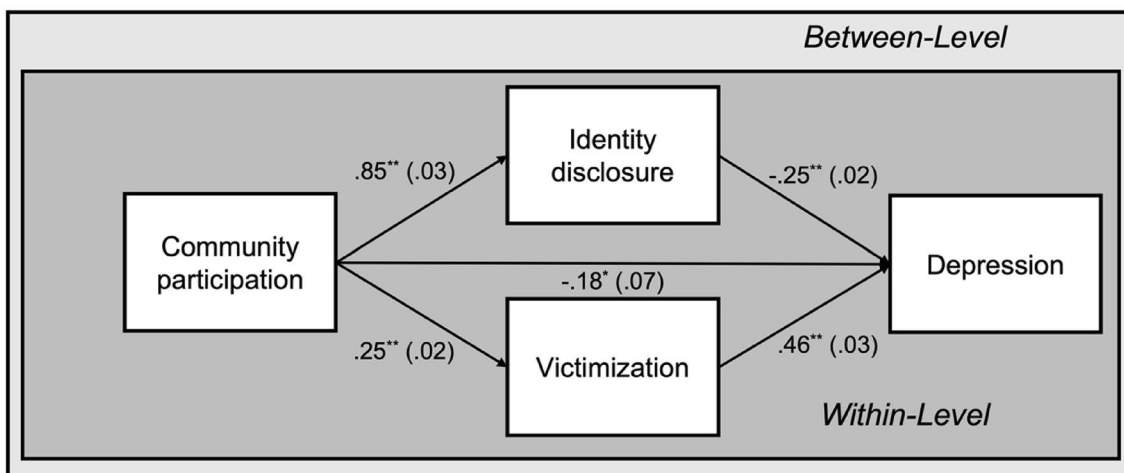 Between-Level
Identity
disclosure
.85** (.03)
-.25** (.02)
Community
participation
Depression
-.18* (.07)
.25** (.02)
Victimization
.46** (.03)
Within-Level